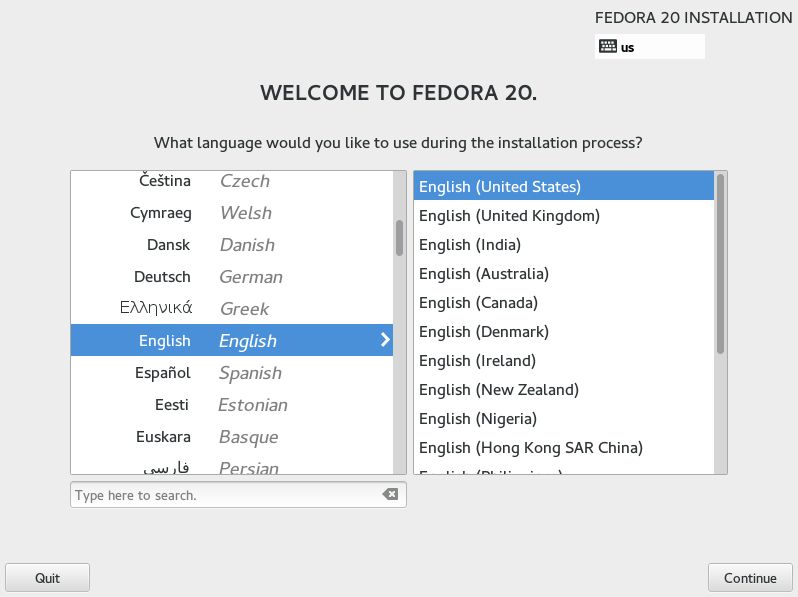 FEDORA 20 INSTALLATION
us
WELCOME TO FEDORA 20.
What language would you like to use during the installation process?
Čeština Czech
Cymraeg Welsh
Dansk Danish
Deutsch German
Ελληνικά Greek
English English
Español Spanish
Eesti Estonian
Euskara Basque
فارسی Persian
English (United States)
English (United Kingdom)
English (India)
English (Australia)
English (Canada)
English (Denmark)
English (Ireland)
English (New Zealand)
English (Nigeria)
English (Hong Kong SAR China)
English (Philippines)
Type here to search.
Quit
Continue